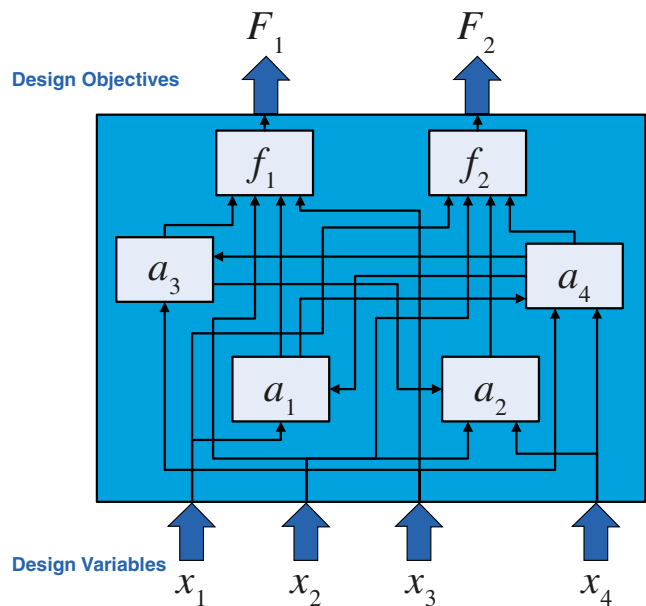 F₁ F₂
Design Objectives
f₁ f₂
a₃ a₄
a₁ a₂
Design Variables
x₁ x₂ x₃ x₄